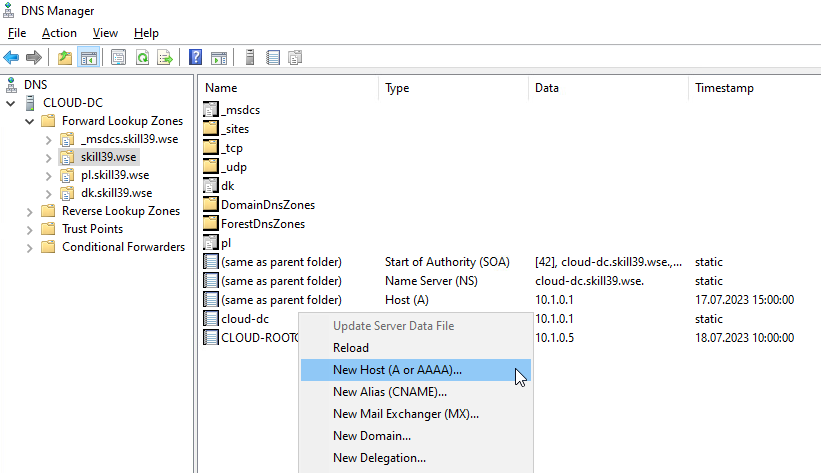 DNS Manager
File Action View Help
DNS
CLOUD-DC
Forward Lookup Zones
_msdcs.skill39.wse
skill39.wse
pl.skill39.wse
dk.skill39.wse
Reverse Lookup Zones
Trust Points
Conditional Forwarders
Name Type Data Timestamp
_msdcs
_sites
_tcp
_udp
dk
DomainDnsZones
ForestDnsZones
pl
(same as parent folder) Start of Authority (SOA) [42], cloud-dc.skill39.wse.,... static
(same as parent folder) Name Server (NS) cloud-dc.skill39.wse. static
(same as parent folder) Host (A) 10.1.0.1 17.07.2023 15:00:00
cloud-dc 10.1.0.1 static
CLOUD-ROOTC 10.1.0.5 18.07.2023 10:00:00
Update Server Data File
Reload
New Host (A or AAAA)...
New Alias (CNAME)...
New Mail Exchanger (MX)...
New Domain...
New Delegation...